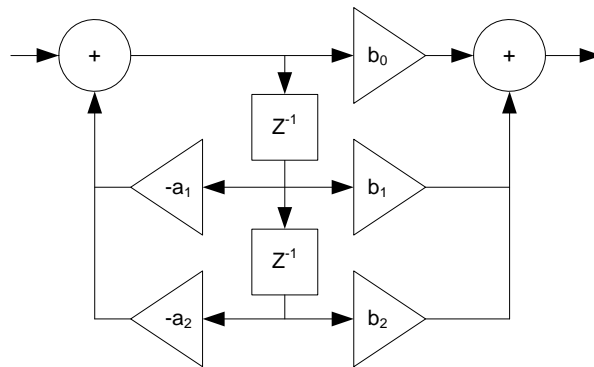 +
b₀
+
Z⁻¹
-a₁
b₁
Z⁻¹
-a₂
b₂